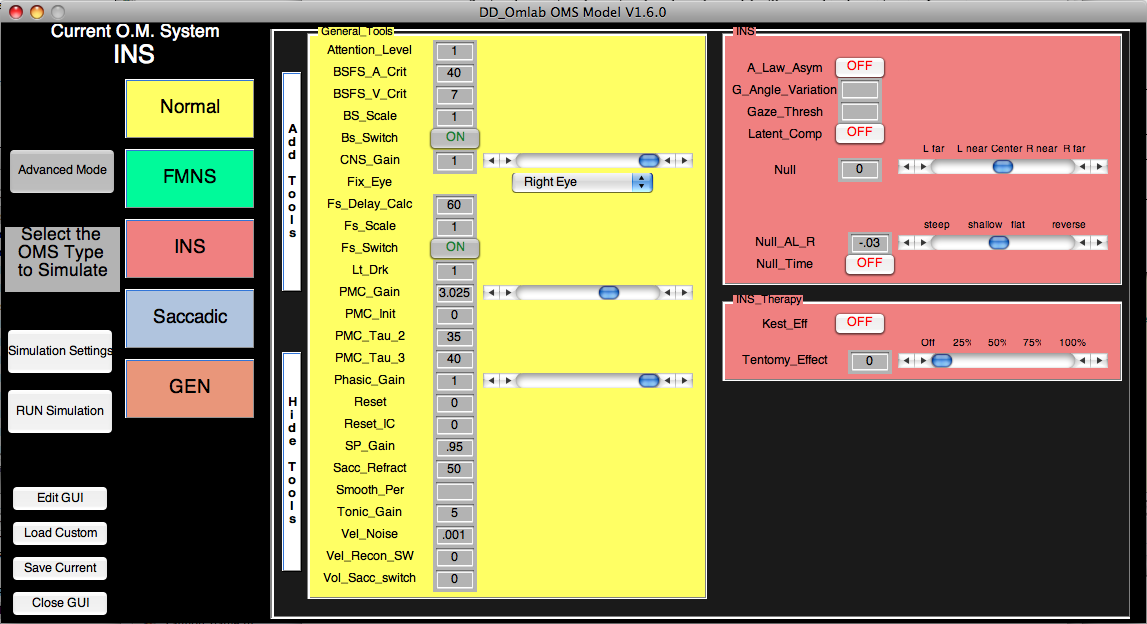 DD_Omlab OMS Model V1.6.0
Current O.M. System
INS
Normal
FMNS
INS
Saccadic
GEN
Advanced Mode
Select the
OMS Type
to Simulate
Simulation Settings
RUN Simulation
Edit GUI
Load Custom
Save Current
Close GUI
Add Tools
Hide Tools
General_Tools
Attention_Level 1
BSFS_A_Crit 40
BSFS_V_Crit 7
BS_Scale 1
Bs_Switch ON
CNS_Gain 1
Fix_Eye Right Eye
Fs_Delay_Calc 60
Fs_Scale 1
Fs_Switch ON
Lt_Drk 1
PMC_Gain 3.025
PMC_Init 0
PMC_Tau_2 35
PMC_Tau_3 40
Phasic_Gain 1
Reset 0
Reset_IC 0
SP_Gain .95
Sacc_Refract 50
Smooth_Per
Tonic_Gain 5
Vel_Noise .001
Vel_Recon_SW 0
Vol_Sacc_switch 0
INS
A_Law_Asym OFF
G_Angle_Variation
Gaze_Thresh
Latent_Comp OFF
L far L near Center R near R far
Null 0
steep shallow flat reverse
Null_AL_R -.03
Null_Time OFF
INS_Therapy
Kest_Eff OFF
Off 25% 50% 75% 100%
Tentomy_Effect 0